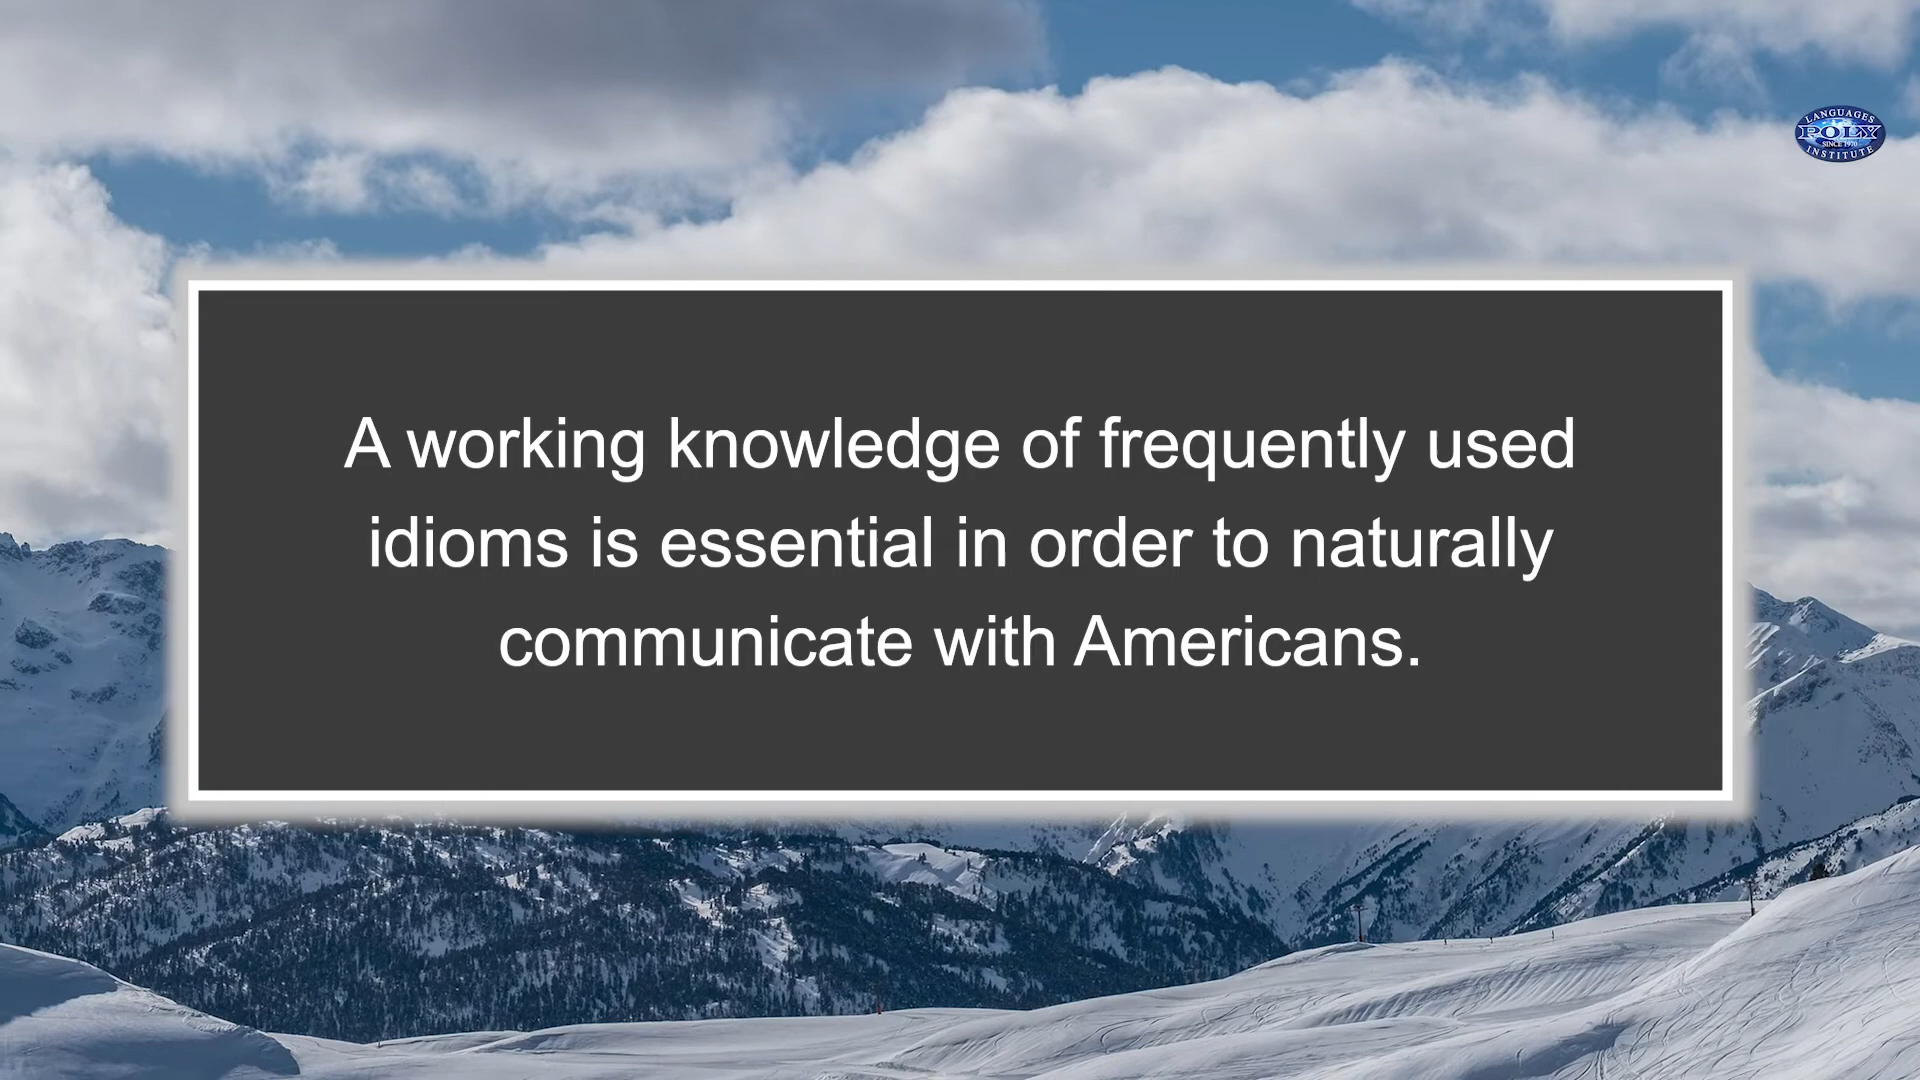 LANGUAGES
POLY
SINCE 1970
INSTITUTE
A working knowledge of frequently used
idioms is essential in order to naturally
communicate with Americans.